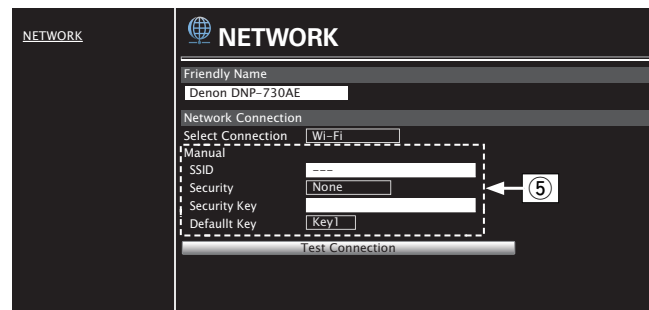 NETWORK
NETWORK
Friendly Name
Denon DNP-730AE
Network Connection
Select Connection Wi-Fi
Manual
SSID ---
Security None
Security Key
Defaullt Key Key1
⑤
Test Connection